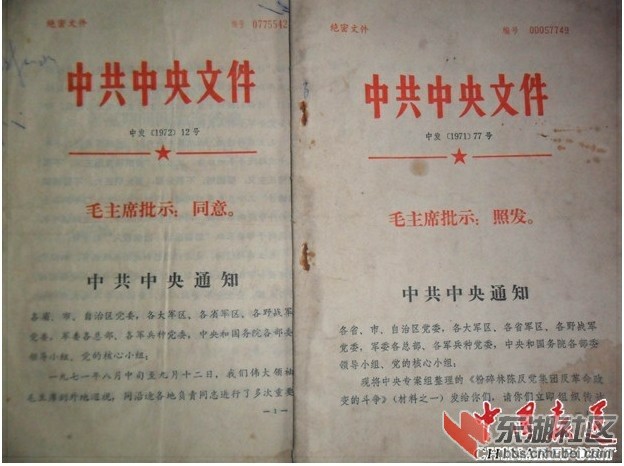 绝密文件
编号 0775542
中共中央文件
中发（1972）12号
毛主席批示：同意。
中共中央通知
各省、市、自治区党委，各大军区、各省军区、各野战军
党委，军委各总部、各军兵种党委，中央和国务院各部委
领导小组、党的核心小组：
一九七一年八月中旬至九月十二日，我们伟大领袖
毛主席到外地巡视，同沿途各地负责同志进行了多次重要
— 1 —
绝密文件
编号 00057749
中共中央文件
中发（1971）77号
毛主席批示：照发。
中共中央通知
各省、市、自治区党委，各大军区、各省军区、各野战军
党委，军委各总部、各军兵种党委，中央和国务院各部委
领导小组、党的核心小组：
现将中央专案组整理的《粉碎林陈反党集团反革命政
变的斗争》（材料之一）发给你们，请你们立即组织传达
东湖社区
bbs.cnhubei.com